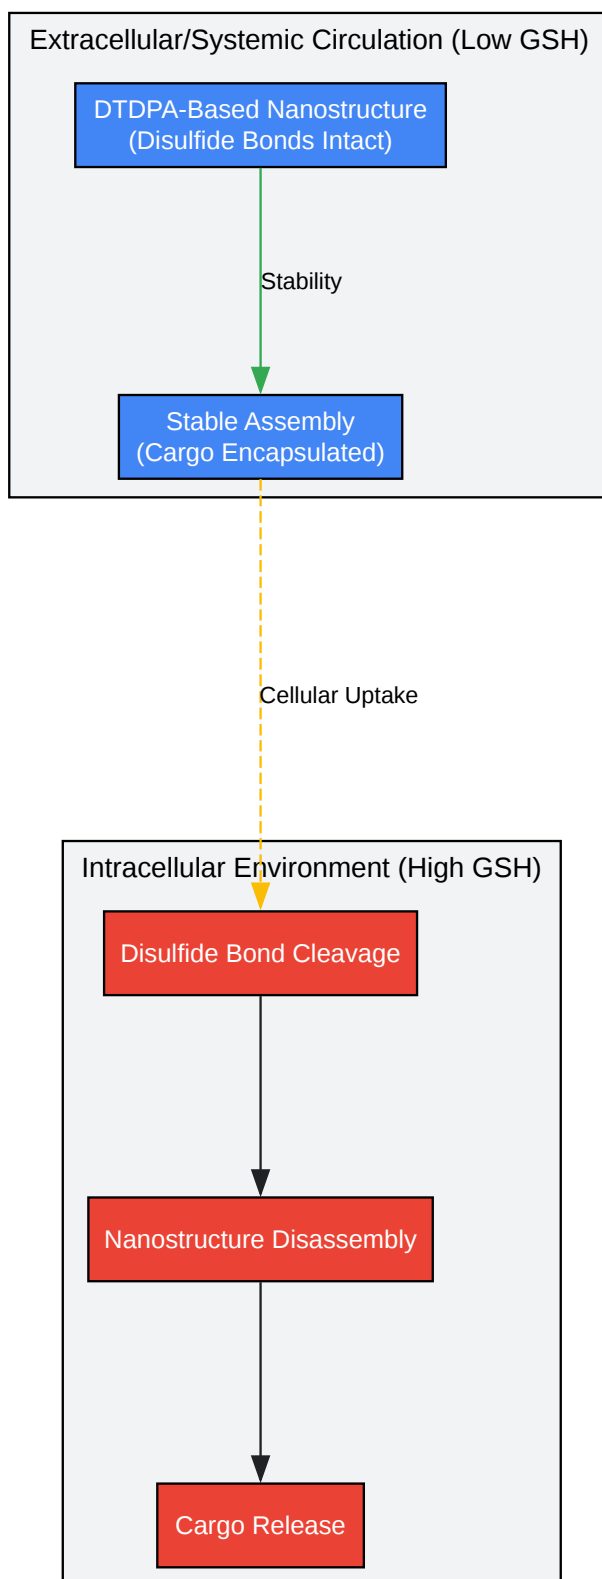 Extracellular/Systemic Circulation (Low GSH)
DTDPA-Based Nanostructure
(Disulfide Bonds Intact)
Stability
Stable Assembly
(Cargo Encapsulated)
Cellular Uptake
Intracellular Environment (High GSH)
Disulfide Bond Cleavage
Nanostructure Disassembly
Cargo Release